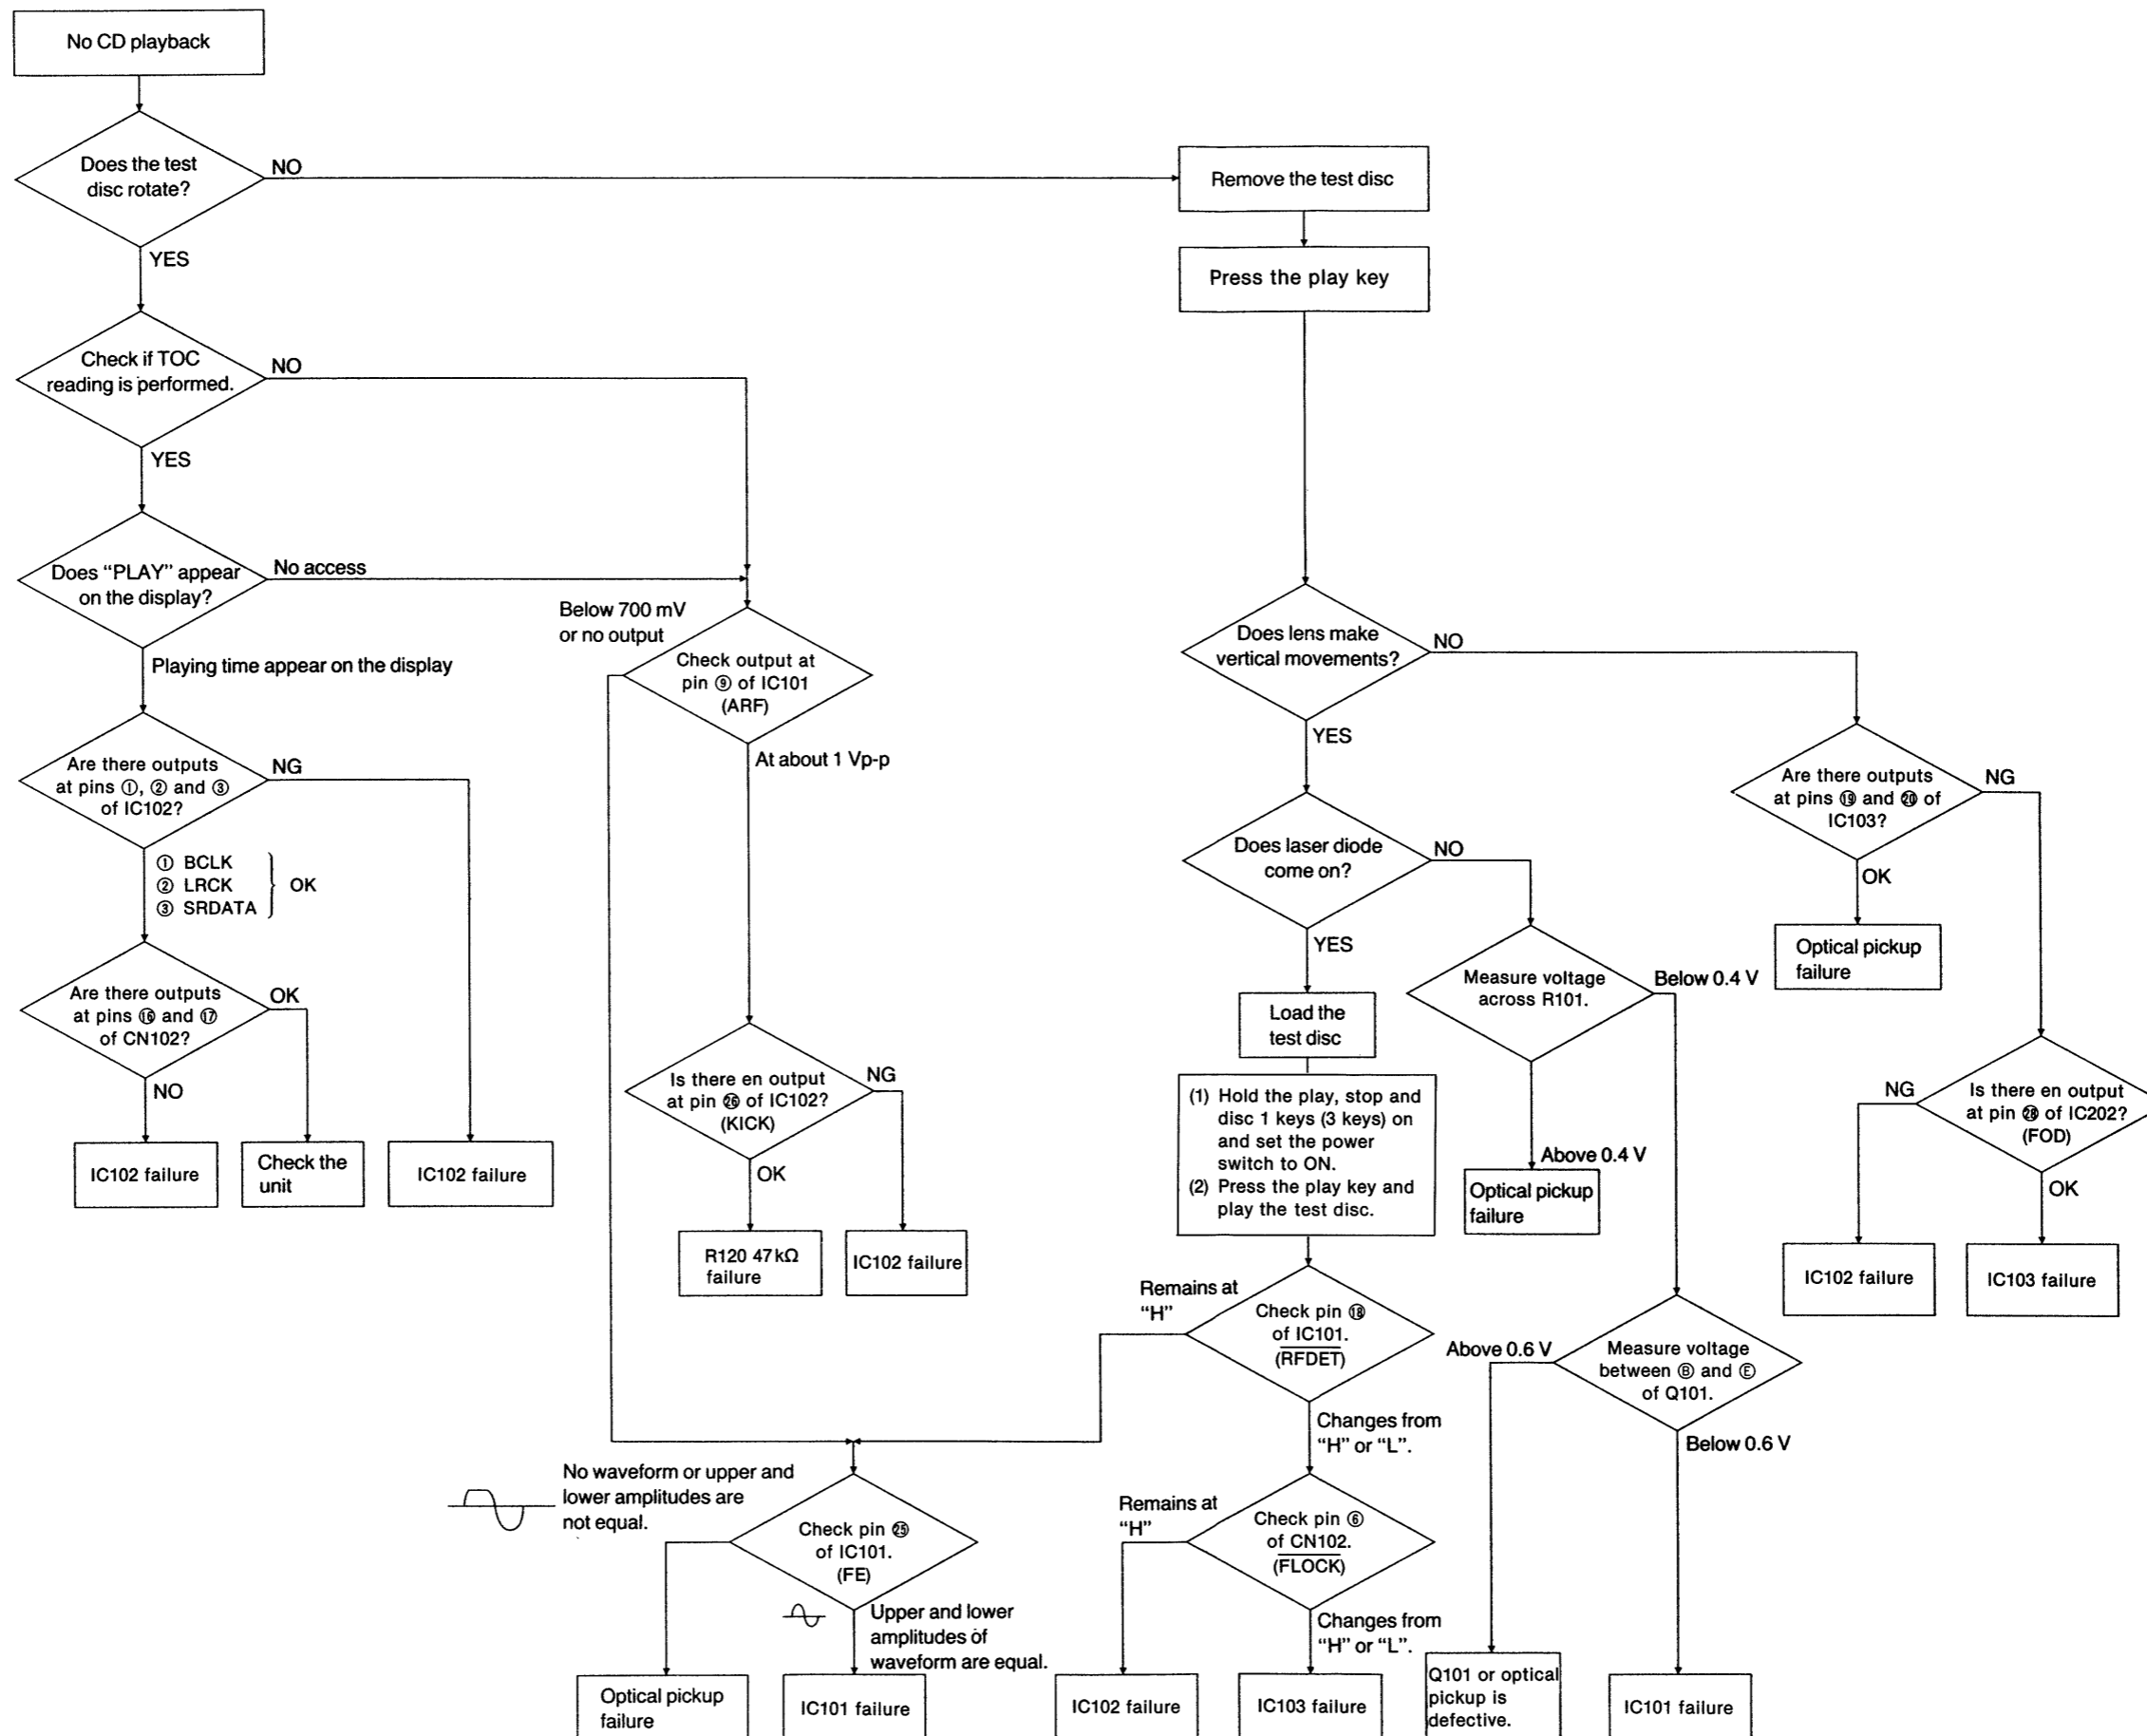 No CD playback
Does the test
disc rotate?
NO
YES
Remove the test disc
Press the play key
Check if TOC
reading is performed.
NO
YES
Does “PLAY” appear
on the display?
No access
Playing time appear on the display
Below 700 mV
or no output
Check output at
pin ⑨ of IC101
(ARF)
At about 1 Vp-p
Are there outputs
at pins ①, ② and ③
of IC102?
NG
① BCLK
② LRCK
③ SRDATA
OK
Are there outputs
at pins ⑯ and ⑰
of CN102?
OK
NO
IC102 failure
Check the
unit
IC102 failure
Is there en output
at pin ㉖ of IC102?
(KICK)
NG
OK
R120 47 kΩ
failure
IC102 failure
Does lens make
vertical movements?
NO
YES
Does laser diode
come on?
NO
YES
Load the
test disc
(1) Hold the play, stop and
disc 1 keys (3 keys) on
and set the power
switch to ON.
(2) Press the play key and
play the test disc.
Measure voltage
across R101.
Below 0.4 V
Above 0.4 V
Optical pickup
failure
Are there outputs
at pins ⑲ and ⑳ of
IC103?
NG
OK
Optical pickup
failure
Is there en output
at pin ㉘ of IC202?
(FOD)
NG
OK
IC102 failure
IC103 failure
Remains at
“H”
Check pin ⑱
of IC101.
(RFDET)
Changes from
“H” or “L”.
Above 0.6 V
Measure voltage
between Ⓑ and Ⓔ
of Q101.
Below 0.6 V
No waveform or upper and
lower amplitudes are
not equal.
Check pin ㉕
of IC101.
(FE)
Upper and lower
amplitudes of
waveform are equal.
Remains at
“H”
Check pin ⑥
of CN102.
(FLOCK)
Changes from
“H” or “L”.
Optical pickup
failure
IC101 failure
IC102 failure
IC103 failure
Q101 or optical
pickup is
defective.
IC101 failure